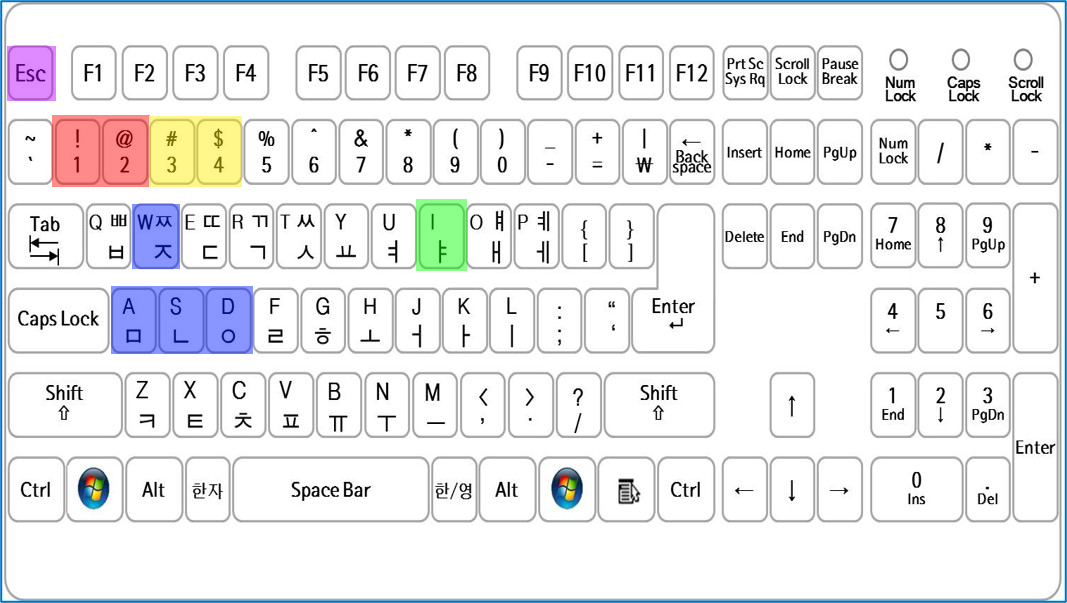 Esc F1 F2 F3 F4 F5 F6 F7 F8 F9 F10 F11 F12 Prt Sc Sys Rq Scroll Lock Pause Break Num Lock Caps Lock Scroll Lock
~ ` ! 1 @ 2 # 3 $ 4 % 5 ^ 6 & 7 * 8 ( 9 ) 0 _ - + = | ₩ ← Back space Insert Home PgUp Num Lock / * -
Tab Q ㅃ ㅂ W ㅉ ㅈ E ㄸ ㄷ R ㄲ ㄱ T ㅆ ㅅ Y ㅛ U ㅕ I ㅑ O ㅒ ㅐ P ㅖ ㅔ { [ } ] Delete End PgDn 7 Home 8 ↑ 9 PgUp +
Caps Lock A ㅁ S ㄴ D ㅇ F ㄹ G ㅎ H ㅗ J ㅓ K ㅏ L ㅣ : ; “ ‘ Enter ↵ 4 ← 5 6 →
Shift ⇧ Z ㅋ X ㅌ C ㅊ V ㅍ B ㅠ N ㅜ M ㅡ < , > . ? / Shift ⇧ ↑ 1 End 2 ↓ 3 PgDn Enter
Ctrl Alt 한자 Space Bar 한/영 Alt Ctrl ← ↓ → 0 Ins . Del